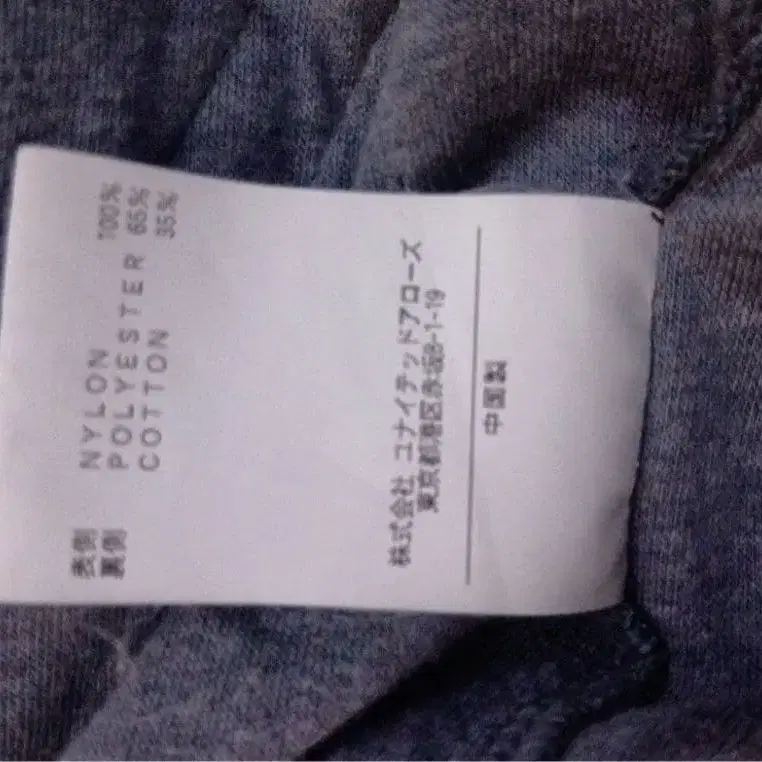 表側 NYLON 100%
裏側 POLYESTER 65%
COTTON 35%
株式会社 ユナイテッドアローズ
東京都港区赤坂8-1-19
中国製